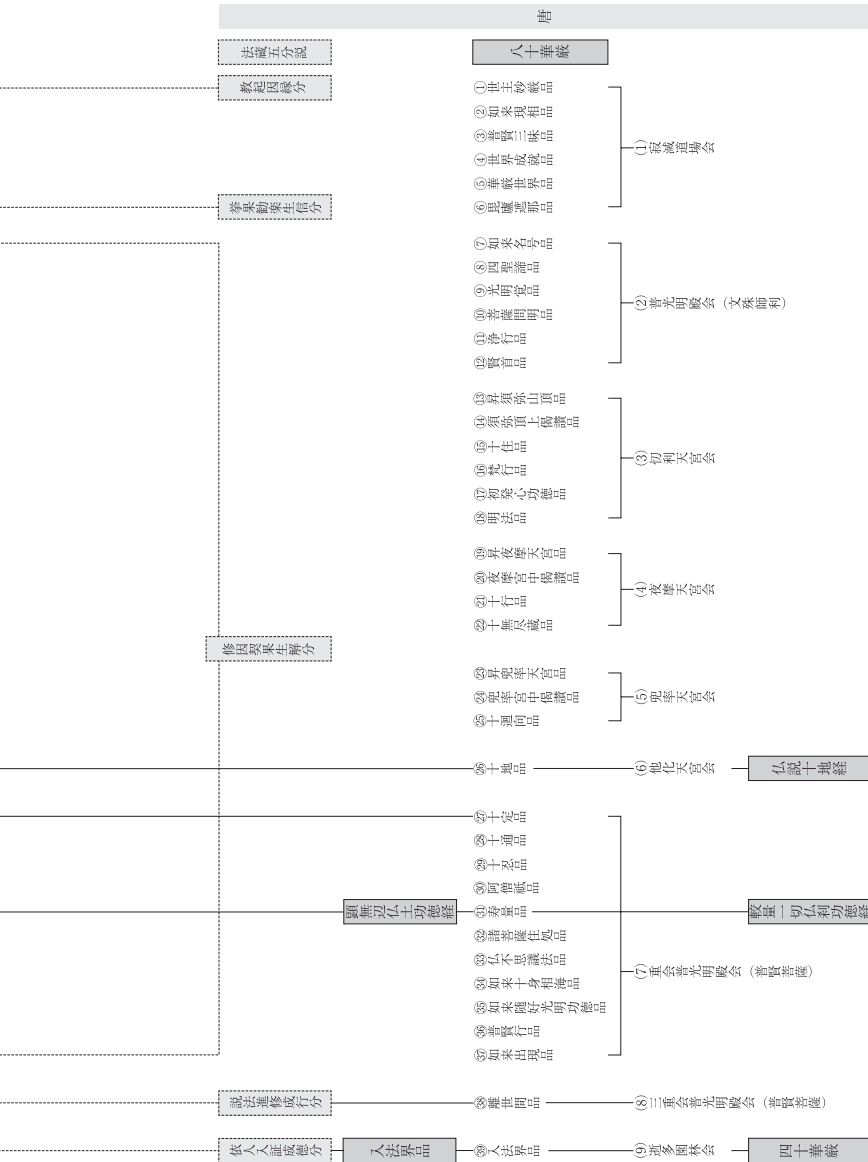 唐
法蔵五分説
八十華厳
教起因縁分
①世主妙厳品
②如来現相品
③普賢三昧品
④世界成就品
⑤華厳世界品
⑥毘盧遮那品
(1)寂滅道場会
挙果勧楽生信分
⑦如来名号品
⑧四聖諦品
⑨光明覚品
⑩菩薩問明品
⑪浄行品
⑫賢首品
(2)普光明殿会（文殊師利）
⑬昇須弥山頂品
⑭須弥頂上偈讃品
⑮十住品
⑯梵行品
⑰初発心功徳品
⑱明法品
(3)忉利天宮会
⑲昇夜摩天宮品
⑳夜摩宮中偈讃品
㉑十行品
㉒十無尽蔵品
(4)夜摩天宮会
修因契果生解分
㉓昇兜率天宮品
㉔兜率宮中偈讃品
㉕十廻向品
(5)兜率天宮会
㉖十地品
(6)他化天宮会
仏説十地経
㉗十定品
㉘十通品
㉙十忍品
㉚阿僧祇品
顕無辺仏土功徳経
㉛寿量品
較量一切仏刹功徳経
㉜諸菩薩住処品
㉝仏不思議法品
㉞如来十身相海品
㉟如来随好光明功徳品
㊱普賢行品
㊲如来出現品
(7)重会普光明殿会（普賢菩薩）
説法進修成行分
㊳離世間品
(8)三重会普光明殿会（普賢菩薩）
依人入証成徳分
入法界品
㊴入法界品
(9)逝多園林会
四十華厳